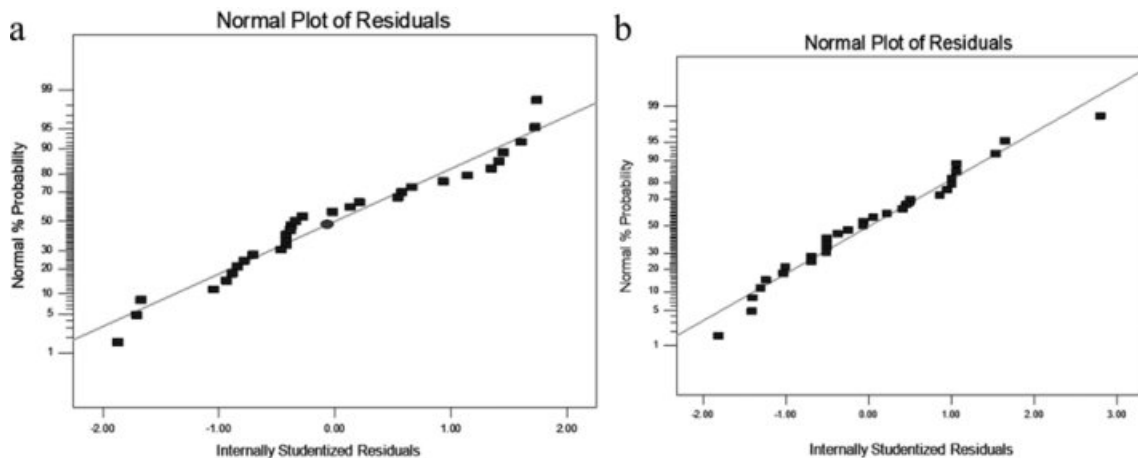 a
Normal Plot of Residuals
Normal % Probability
99
95
90
80
70
50
30
20
10
5
1
-2.00 -1.00 0.00 1.00 2.00
Internally Studentized Residuals
b
Normal Plot of Residuals
Normal % Probability
99
95
90
80
70
50
30
20
10
5
1
-2.00 -1.00 0.00 1.00 3.00
Internally Studentized Residuals